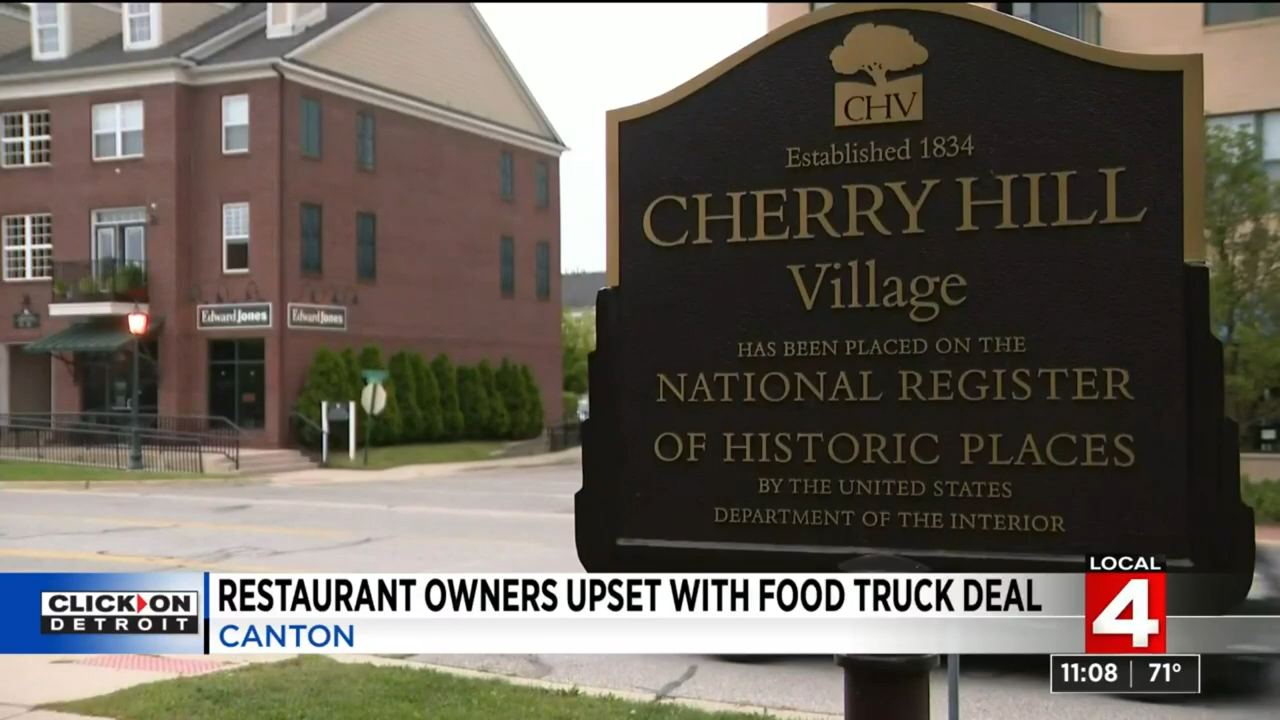 CHV
Established 1834
CHERRY HILL
Village
HAS BEEN PLACED ON THE
NATIONAL REGISTER
OF HISTORIC PLACES
BY THE UNITED STATES
DEPARTMENT OF THE INTERIOR
Edward Jones
Edward Jones
CLICK ON
DETROIT
RESTAURANT OWNERS UPSET WITH FOOD TRUCK DEAL
CANTON
LOCAL
4
11:08 | 71°